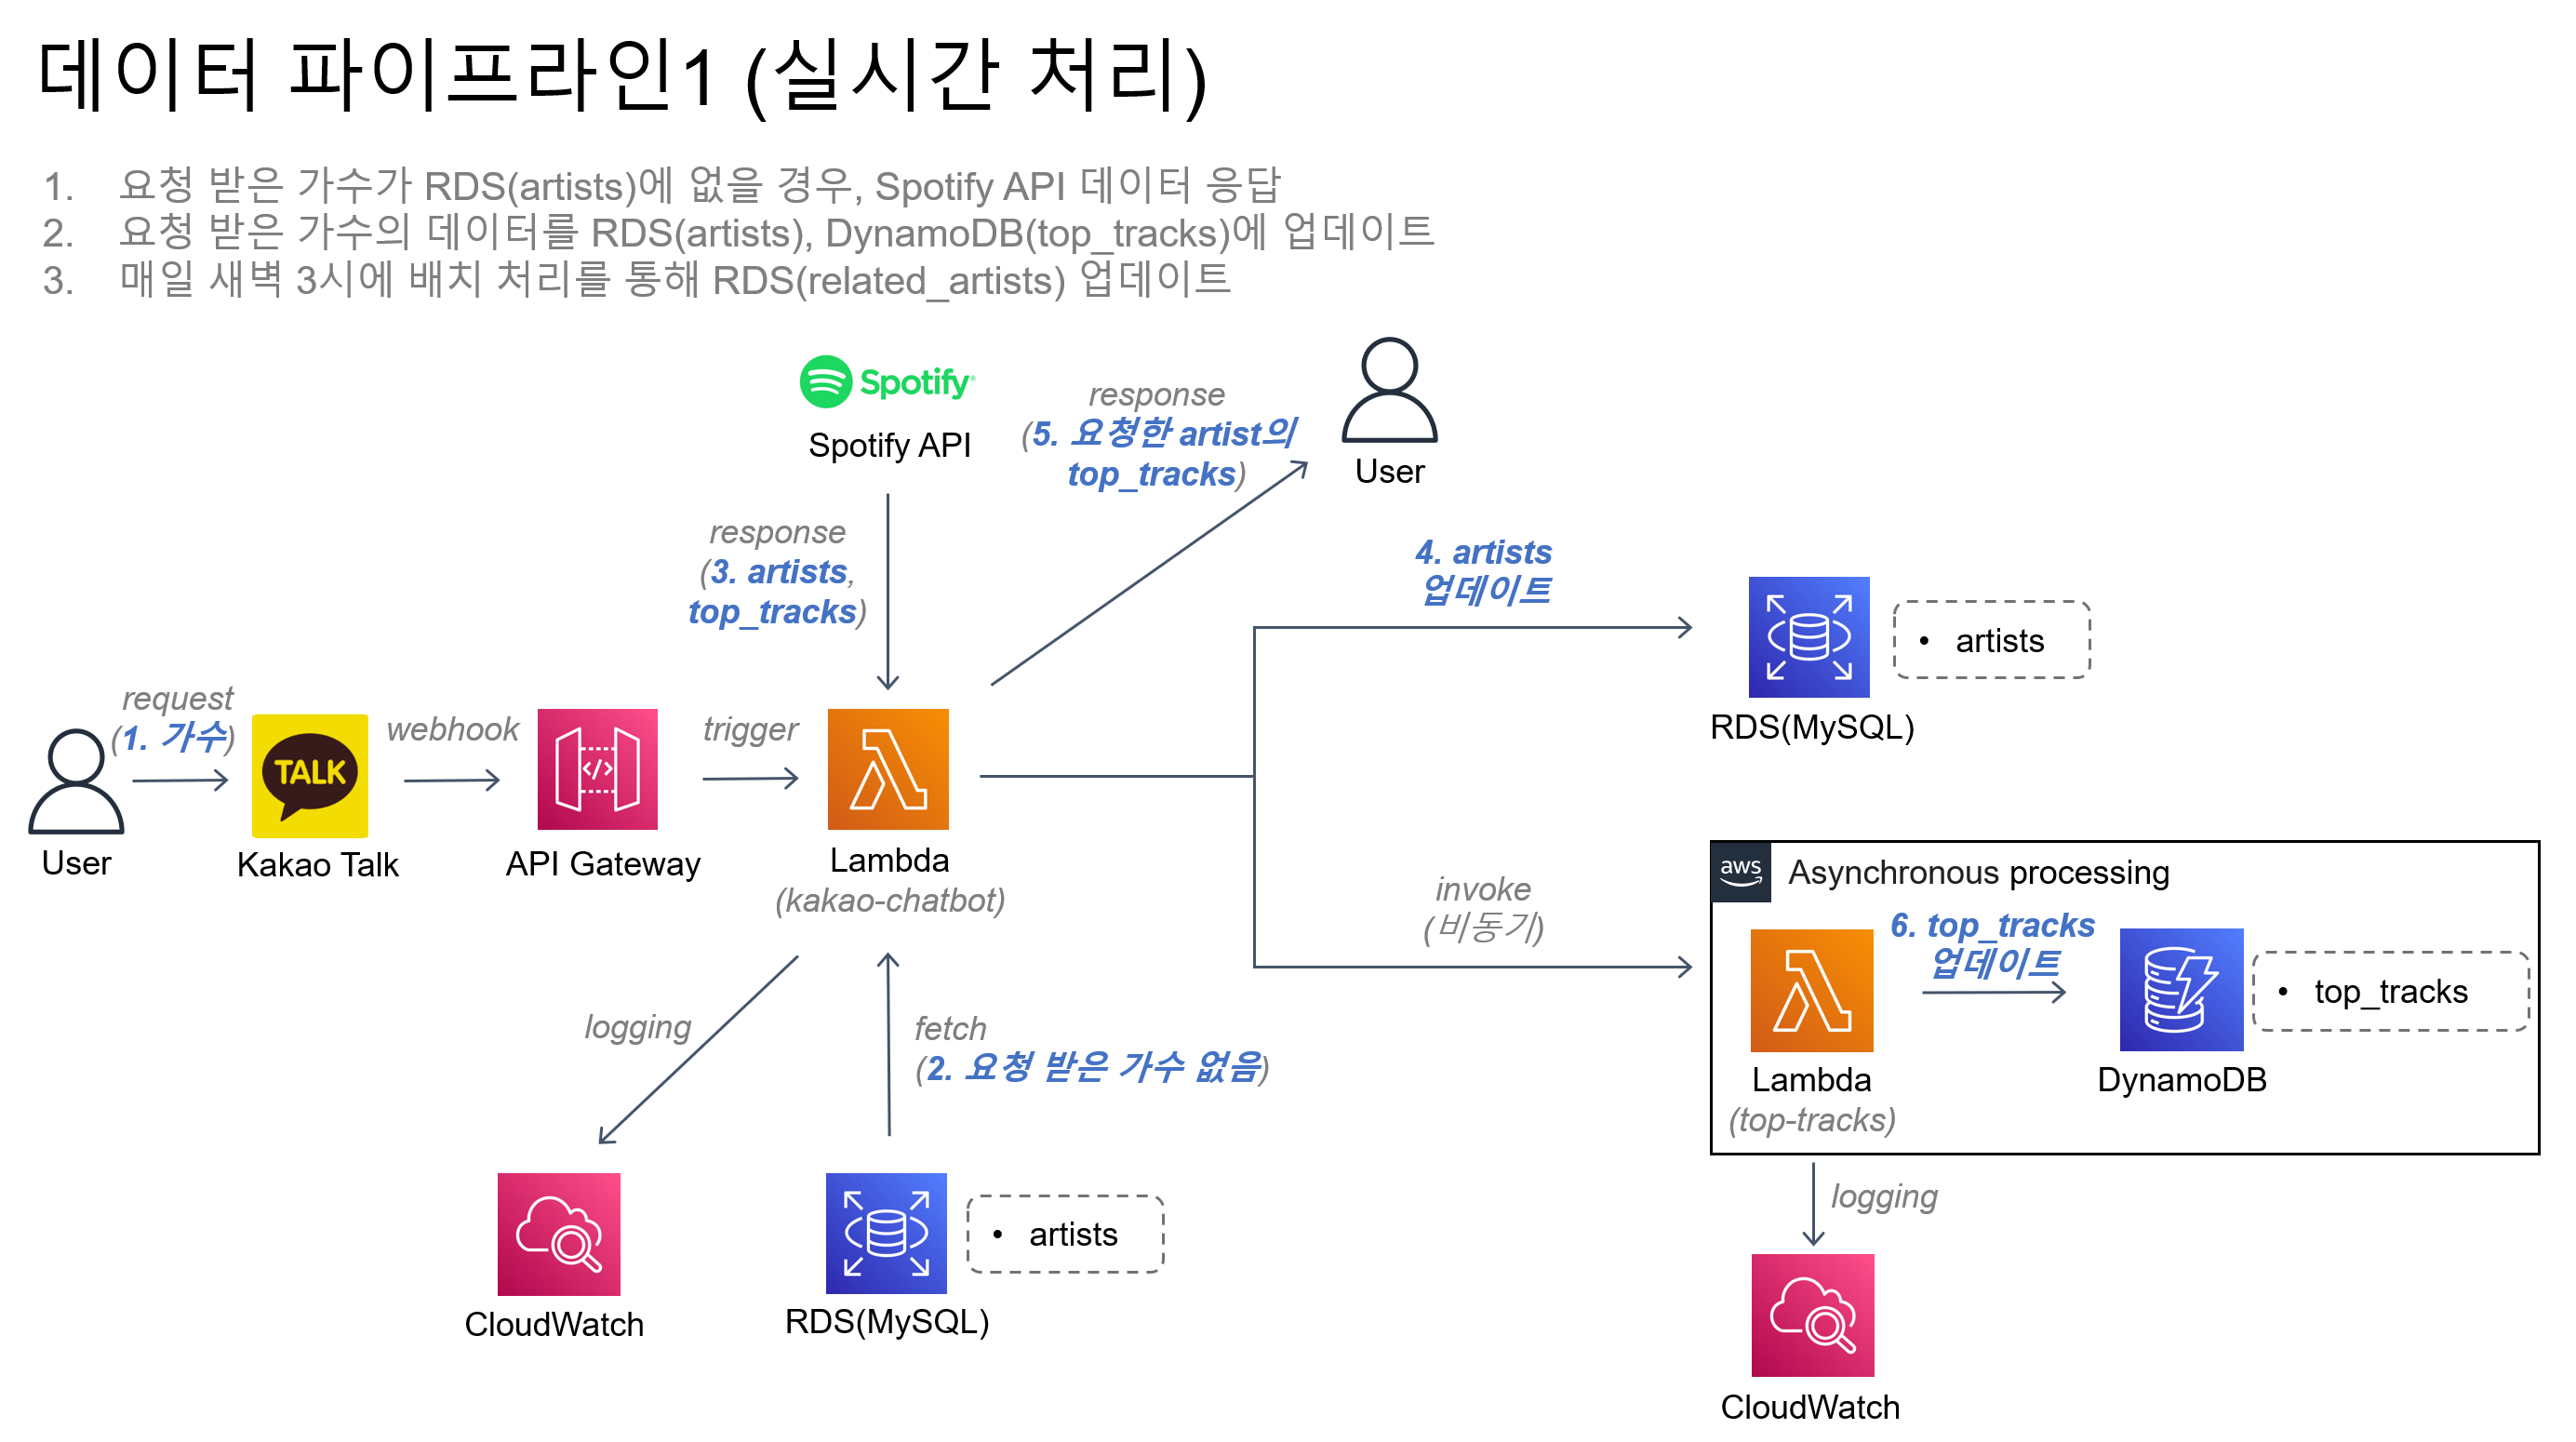 데이터 파이프라인1 (실시간 처리)
1. 요청 받은 가수가 RDS(artists)에 없을 경우, Spotify API 데이터 응답
2. 요청 받은 가수의 데이터를 RDS(artists), DynamoDB(top_tracks)에 업데이트
3. 매일 새벽 3시에 배치 처리를 통해 RDS(related_artists) 업데이트
Spotify
Spotify API
response
(5. 요청한 artist의
top_tracks)
User
response
(3. artists,
top_tracks)
4. artists
업데이트
• artists
RDS(MySQL)
request
(1. 가수)
User
TALK
Kakao Talk
webhook
API Gateway
trigger
Lambda
(kakao-chatbot)
invoke
(비동기)
aws
Asynchronous processing
Lambda
(top-tracks)
6. top_tracks
업데이트
DynamoDB
• top_tracks
logging
fetch
(2. 요청 받은 가수 없음)
CloudWatch
RDS(MySQL)
• artists
logging
CloudWatch